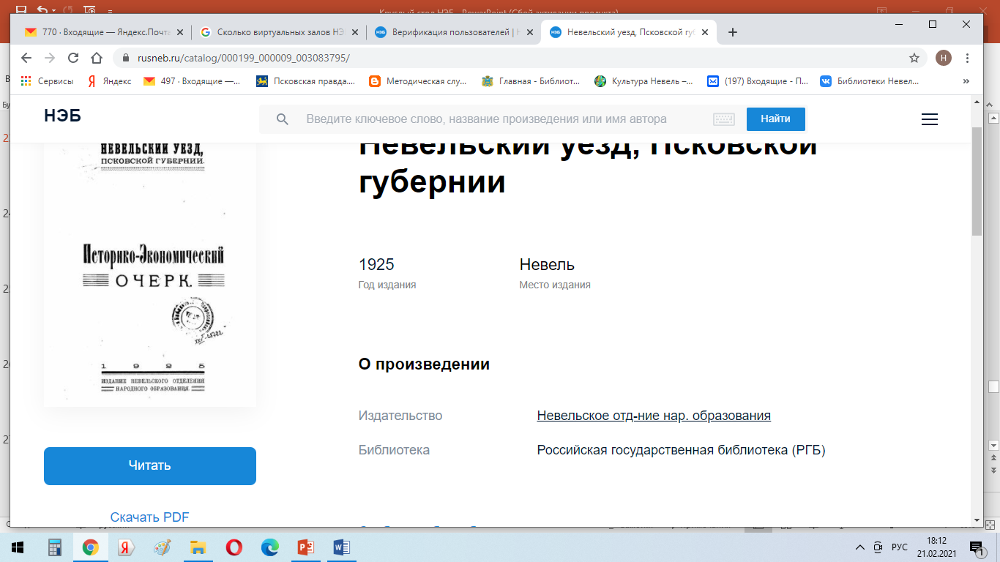 Круглый стол НЭБ - PowerPoint (Сбой активации продукта)
770 · Входящие — Яндекс.Почта
Сколько виртуальных залов НЭ
Верификация пользователей |
Невельский уезд, Псковской гу
rusneb.ru/catalog/000199_000009_003083795/
Н
Сервисы
Яндекс
497 · Входящие —...
Псковская правда....
Методическая слу...
Главная - Библиот...
Культура Невель –...
(197) Входящие - П...
Библиотеки Невел...
»
НЭБ
Введите ключевое слово, название произведения или имя автора
Найти
НЕВЕЛЬСКИЙ УЕЗД,
ПСКОВСКОЙ ГУБЕРНИИ.
Историко-Экономический
ОЧЕРК.
1925
ИЗДАНИЕ НЕВЕЛЬСКОГО ОТДЕЛЕНИЯ
НАРОДНОГО ОБРАЗОВАНИЯ.
Читать
Скачать PDF
Невельский уезд, Псковской
губернии
1925
Год издания
Невель
Место издания
О произведении
Издательство
Невельское отд-ние нар. образования
Библиотека
Российская государственная библиотека (РГБ)
РУС
18:12
21.02.2021
1